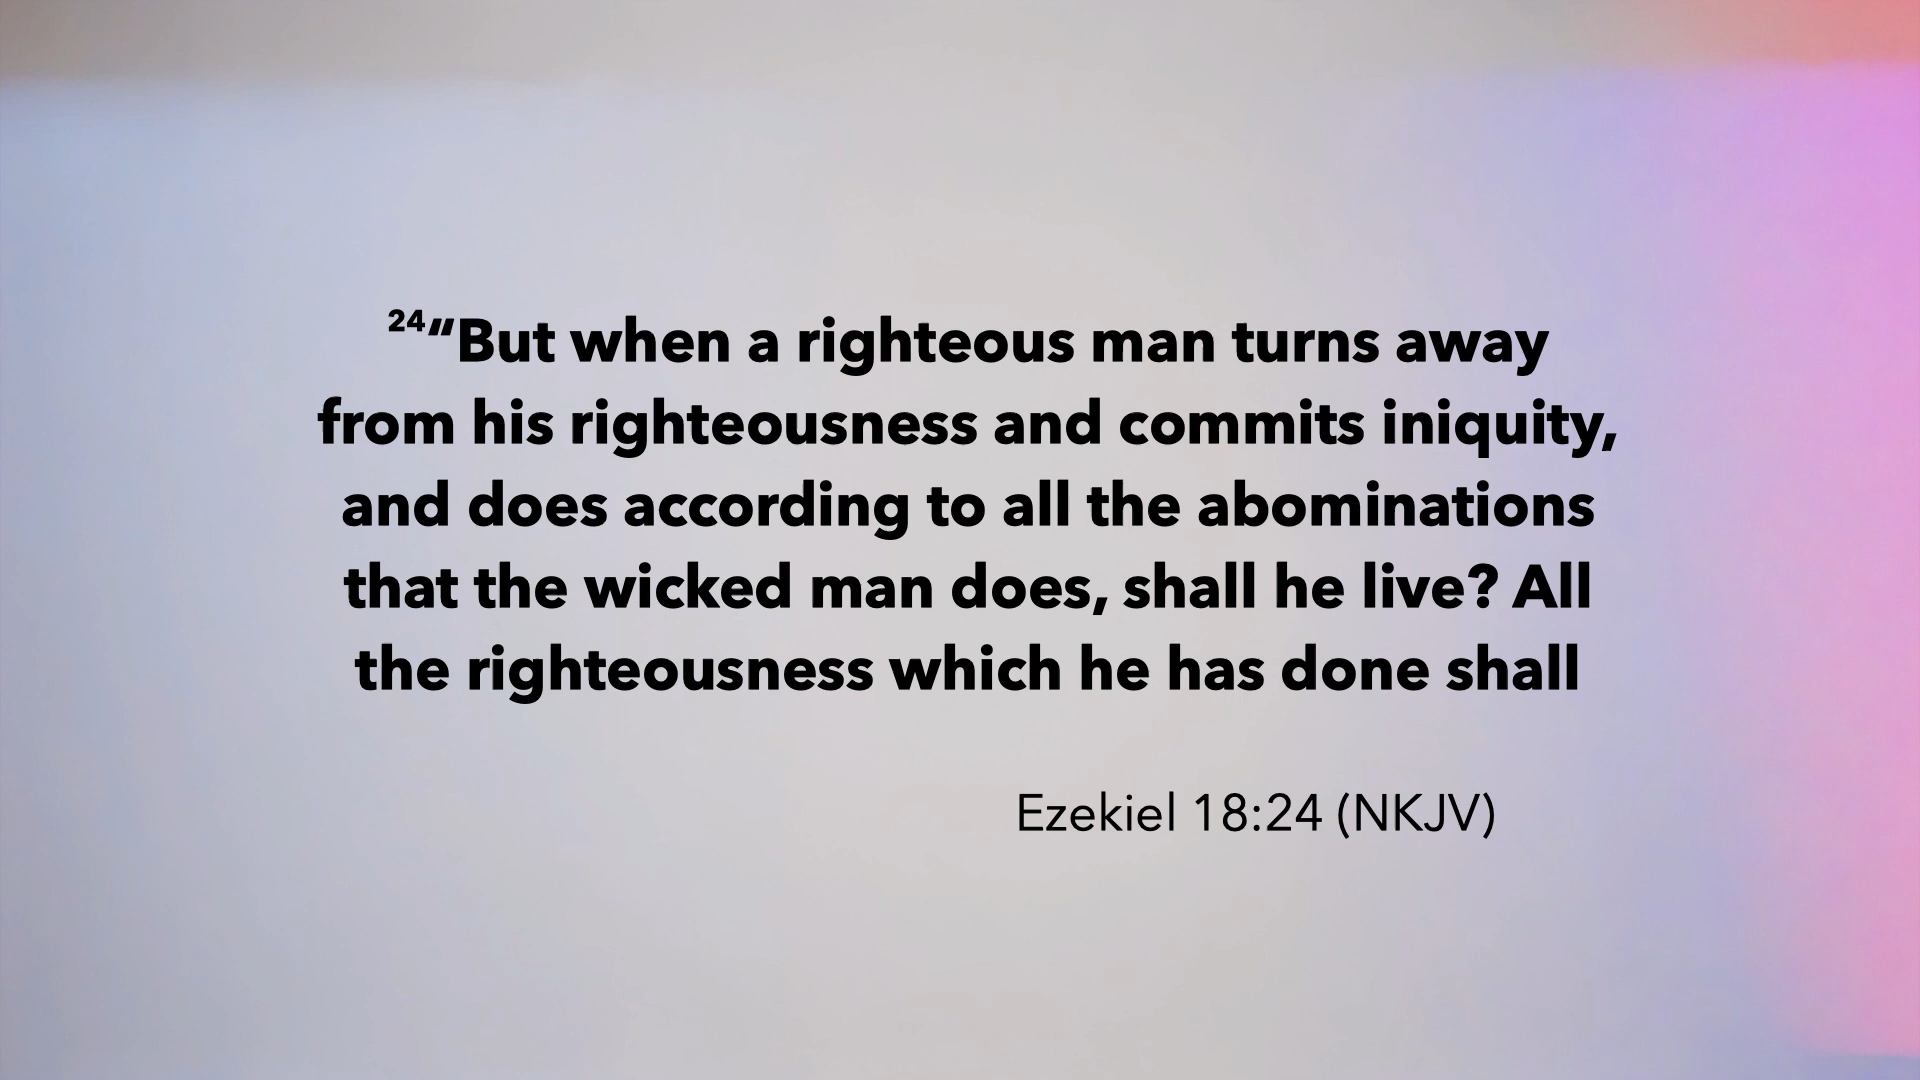 24“But when a righteous man turns away
from his righteousness and commits iniquity,
and does according to all the abominations
that the wicked man does, shall he live? All
the righteousness which he has done shall
Ezekiel 18:24 (NKJV)